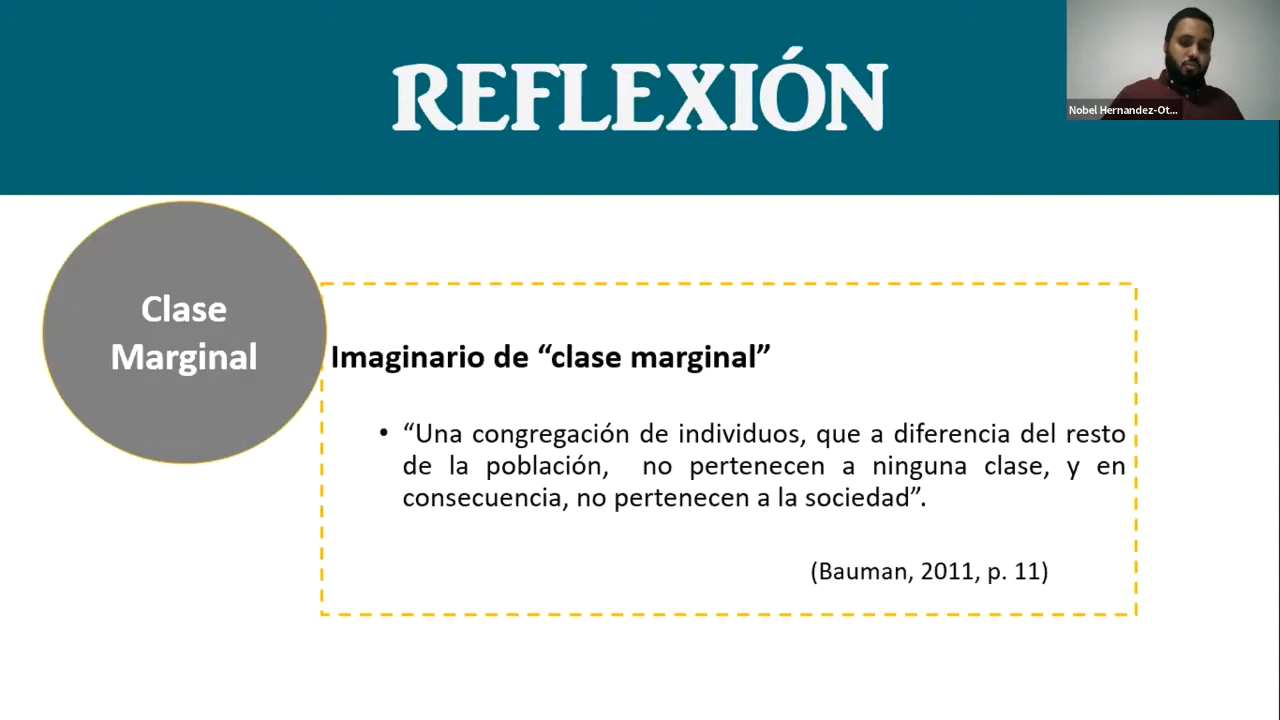 REFLEXIÓN
Nobel Hernandez-Ot...
Clase
Marginal
Imaginario de “clase marginal”
• “Una congregación de individuos, que a diferencia del resto
de la población, no pertenecen a ninguna clase, y en
consecuencia, no pertenecen a la sociedad”.
(Bauman, 2011, p. 11)